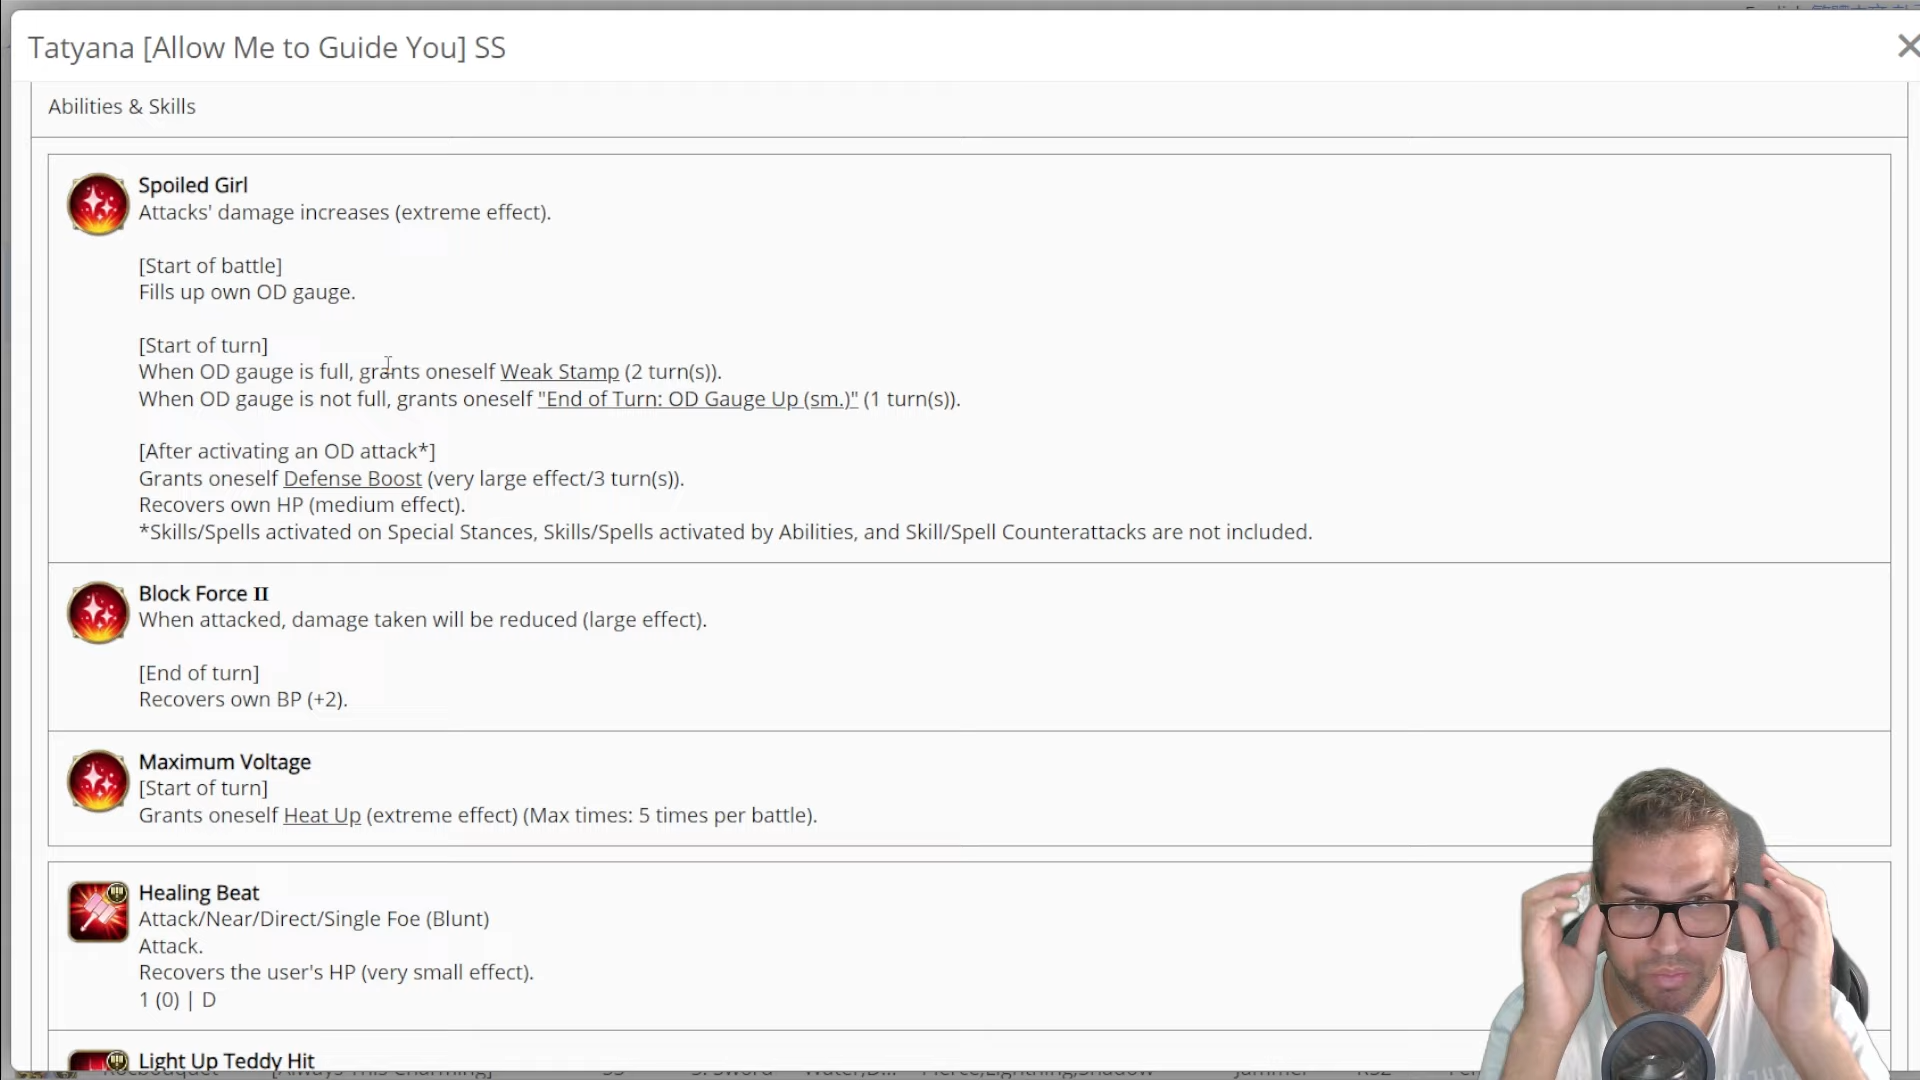 Tatyana [Allow Me to Guide You] SS
Abilities & Skills
Spoiled Girl
Attacks' damage increases (extreme effect).
[Start of battle]
Fills up own OD gauge.
[Start of turn]
When OD gauge is full, grants oneself Weak Stamp (2 turn(s)).
When OD gauge is not full, grants oneself "End of Turn: OD Gauge Up (sm.)" (1 turn(s)).
[After activating an OD attack*]
Grants oneself Defense Boost (very large effect/3 turn(s)).
Recovers own HP (medium effect).
*Skills/Spells activated on Special Stances, Skills/Spells activated by Abilities, and Skill/Spell Counterattacks are not included.
Block Force II
When attacked, damage taken will be reduced (large effect).
[End of turn]
Recovers own BP (+2).
Maximum Voltage
[Start of turn]
Grants oneself Heat Up (extreme effect) (Max times: 5 times per battle).
Healing Beat
Attack/Near/Direct/Single Foe (Blunt)
Attack.
Recovers the user's HP (very small effect).
1 (0) | D
Light Up Teddy Hit